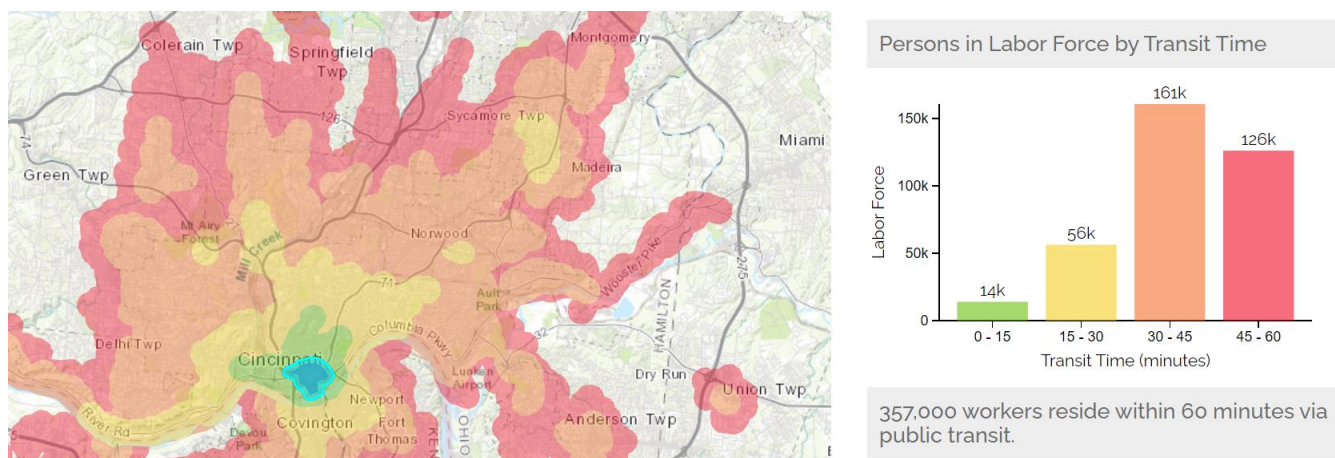 Colerain Twp
Springfield
Twp
Montgomery
126
Sycamore Twp
74
Miami
Green Twp
Madeira
Mt Airy
Forest
27
Norwood
Mill Creek
275
Wooster Pike
71
Ault
Park
HAMILTON
Columbia Pkwy
32
Delhi Twp
Cincinnati
Lunken
Airport
Dry Run
Union Twp
Newport
River Rd
Covington
Fort
Thomas
Anderson Twp
Devou
Park
KEN
OHIO
Persons in Labor Force by Transit Time
161k
150k
126k
100k
Labor Force
56k
50k
14k
0
0 - 15 15 - 30 30 - 45 45 - 60
Transit Time (minutes)
357,000 workers reside within 60 minutes via
public transit.